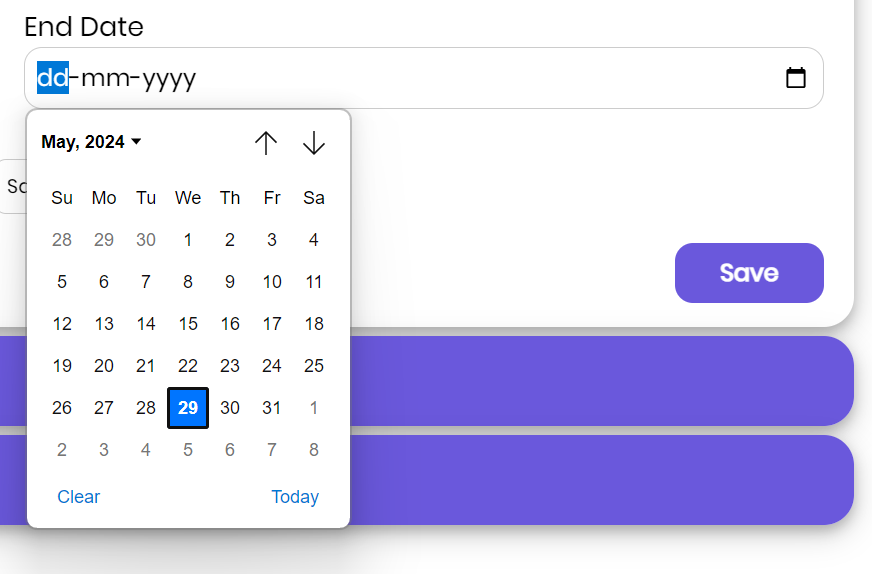 End Date
dd-mm-yyyy
May, 2024
Su Mo Tu We Th Fr Sa
28 29 30 1 2 3 4
5 6 7 8 9 10 11
12 13 14 15 16 17 18
19 20 21 22 23 24 25
26 27 28 29 30 31 1
2 3 4 5 6 7 8
Clear Today
Save